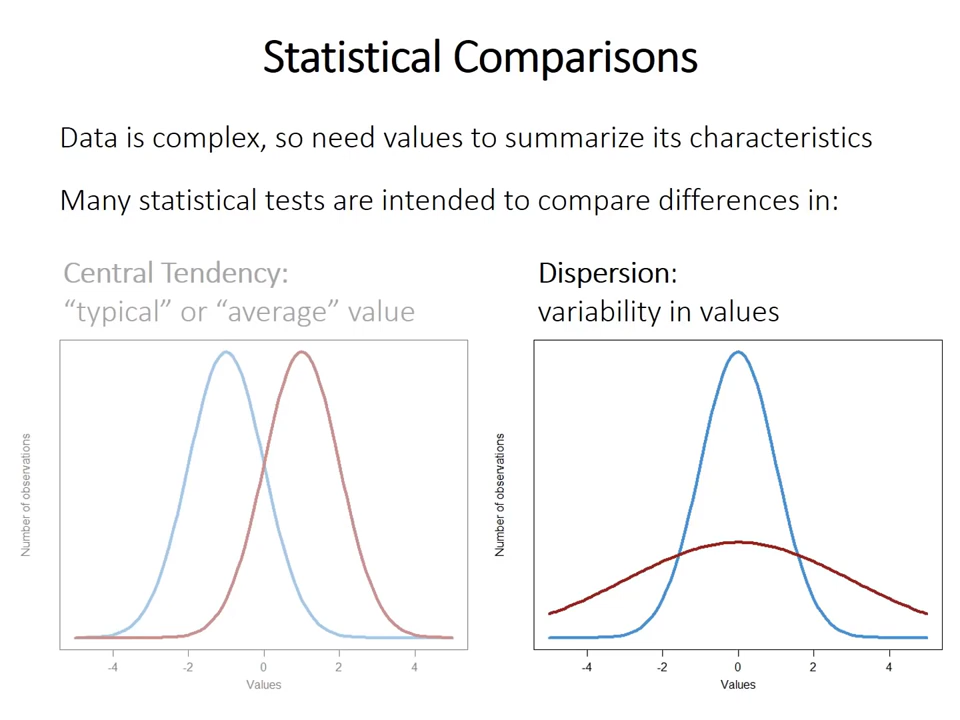 Statistical Comparisons
Data is complex, so need values to summarize its characteristics
Many statistical tests are intended to compare differences in:
Central Tendency:
“typical” or “average” value
Number of observations
-4 -2 0 2 4
Values
Dispersion:
variability in values
Number of observations
-4 -2 0 2 4
Values